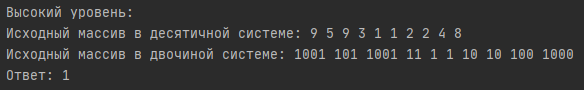 Высокий уровень:
Исходный массив в десятичной системе: 9 5 9 3 1 1 2 2 4 8
Исходный массив в двочиной системе: 1001 101 1001 11 1 1 10 10 100 1000
Ответ: 1